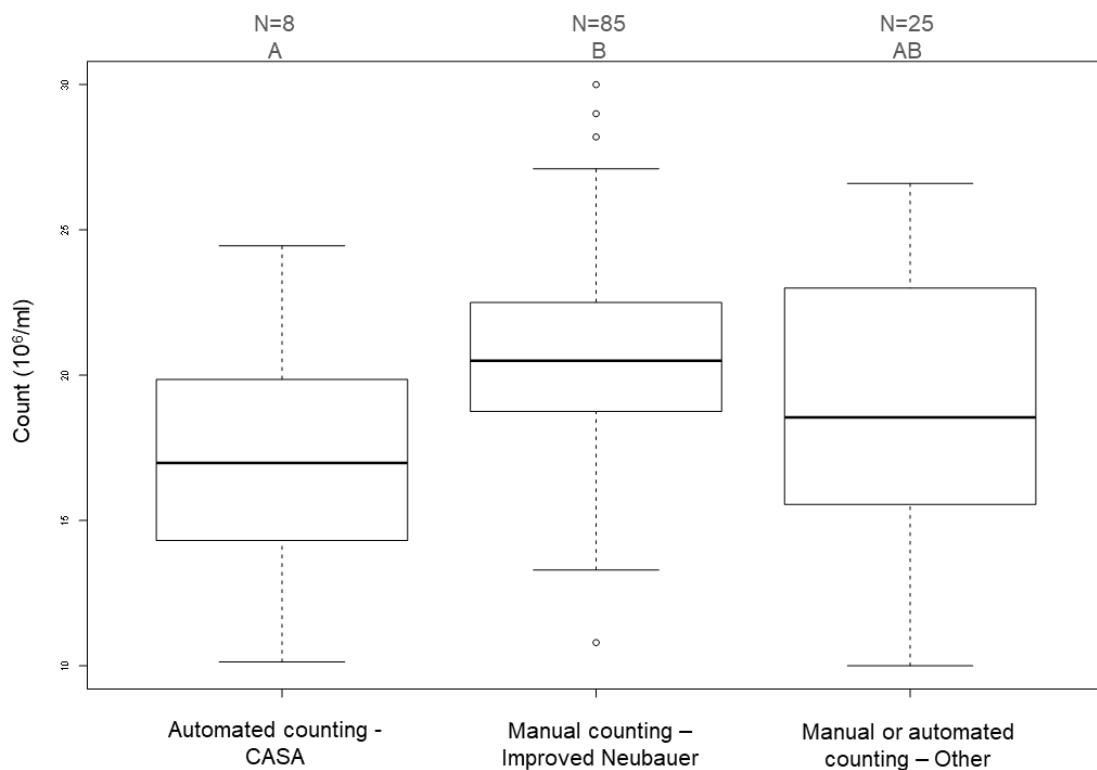 N=8
A
N=85
B
N=25
AB
30
25
20
15
10
Count (10⁶/ml)
Automated counting -
CASA
Manual counting –
Improved Neubauer
Manual or automated
counting – Other